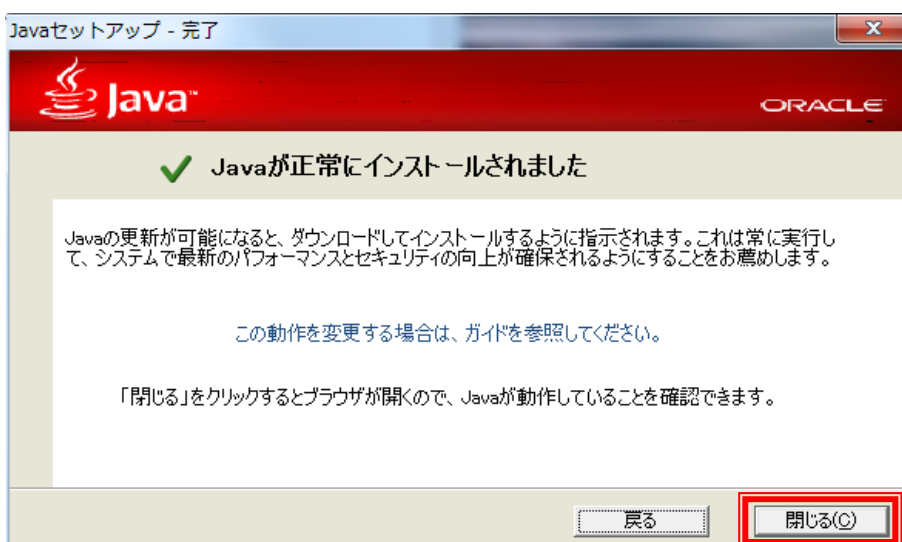 Javaセットアップ - 完了
Java™
ORACLE
Javaが正常にインストールされました
Javaの更新が可能になると、ダウンロードしてインストールするように指示されます。これは常に実行し
て、システムで最新のパフォーマンスとセキュリティの向上が確保されるようにすることをお薦めします。
この動作を変更する場合は、ガイドを参照してください。
「閉じる」をクリックするとブラウザが開くので、Javaが動作していることを確認できます。
戻る
閉じる(C)